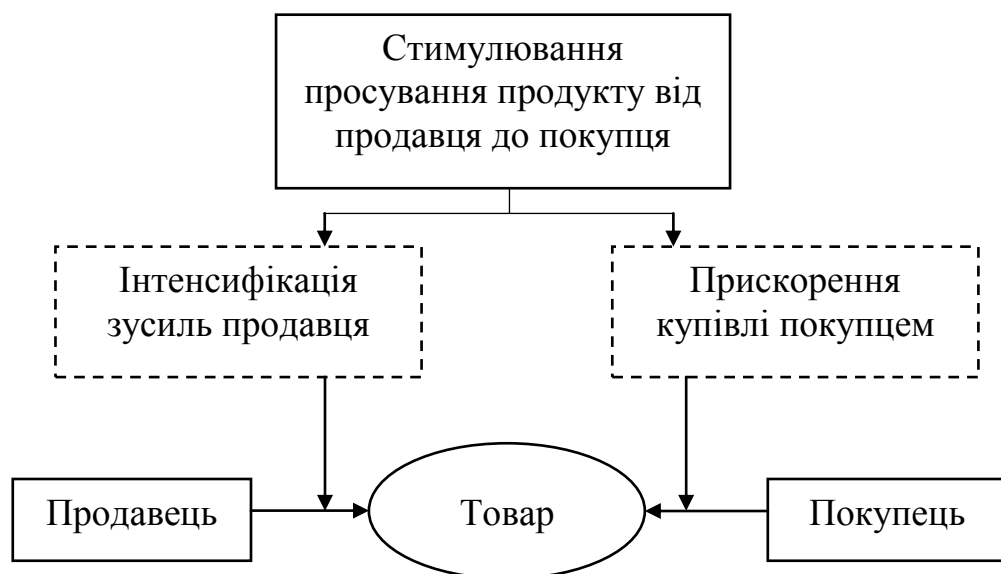 Стимулювання
просування продукту від
продавця до покупця
Інтенсифікація
зусиль продавця
Прискорення
купівлі покупцем
Продавець
Товар
Покупець